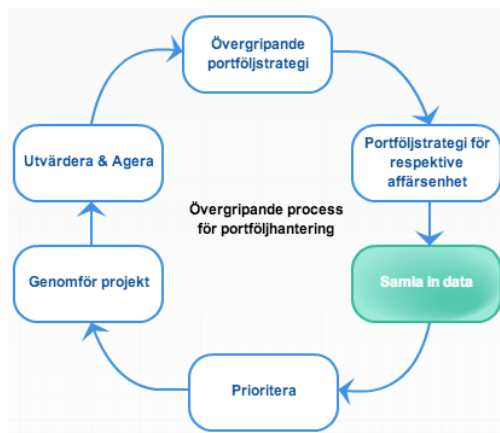 Övergripande
portföljstrategi
Portföljstrategi för
respektive
affärsenhet
Samla in data
Prioritera
Genomför projekt
Utvärdera & Agera
Övergripande process
för portföljhantering